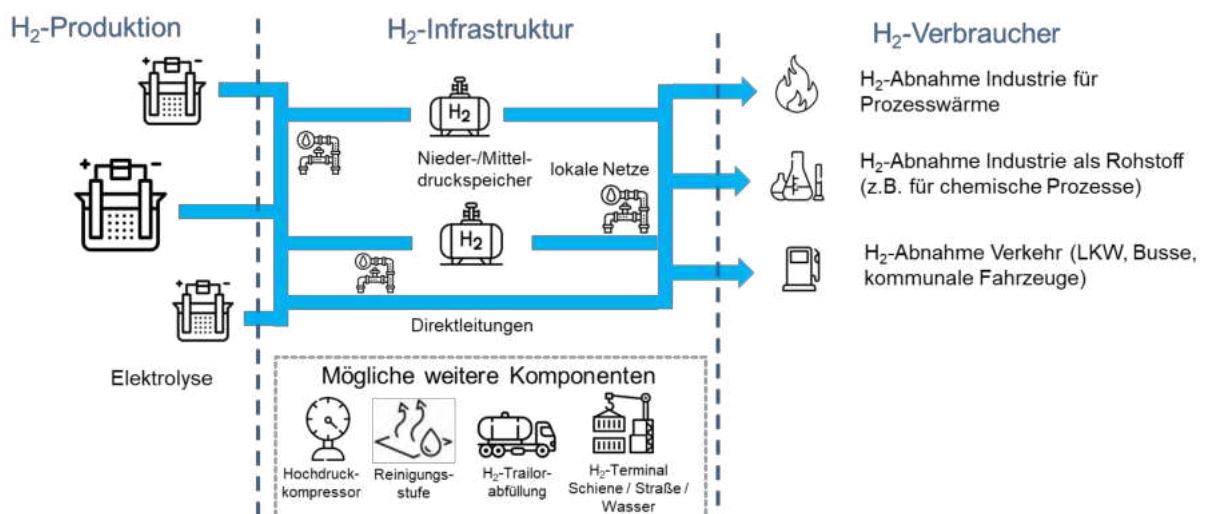 H₂-Produktion
H₂-Infrastruktur
H₂-Verbraucher
+ -
+ -
+ -
Elektrolyse
H₂
Nieder-/Mittel-
druckspeicher
lokale Netze
H₂
Direktleitungen
H₂-Abnahme Industrie für
Prozesswärme
H₂-Abnahme Industrie als Rohstoff
(z.B. für chemische Prozesse)
H₂-Abnahme Verkehr (LKW, Busse,
kommunale Fahrzeuge)
Mögliche weitere Komponenten
Hochdruck-
kompressor
Reinigungs-
stufe
H₂-Trailor-
abfüllung
H₂-Terminal
Schiene / Straße /
Wasser